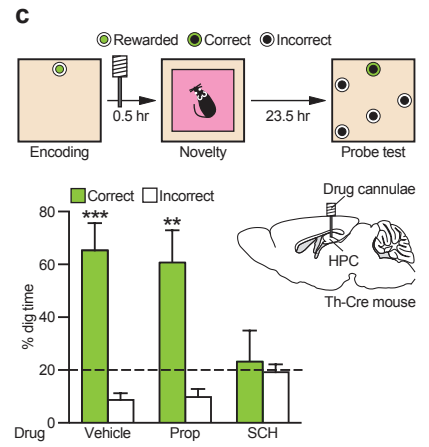 C
Rewarded Correct Incorrect
0.5 hr 23.5 hr
Encoding Novelty Probe test
Correct Incorrect
Drug cannulae
HPC
Th-Cre mouse
% dig time
80
60
40
20
0
*** **
Drug Vehicle Prop SCH